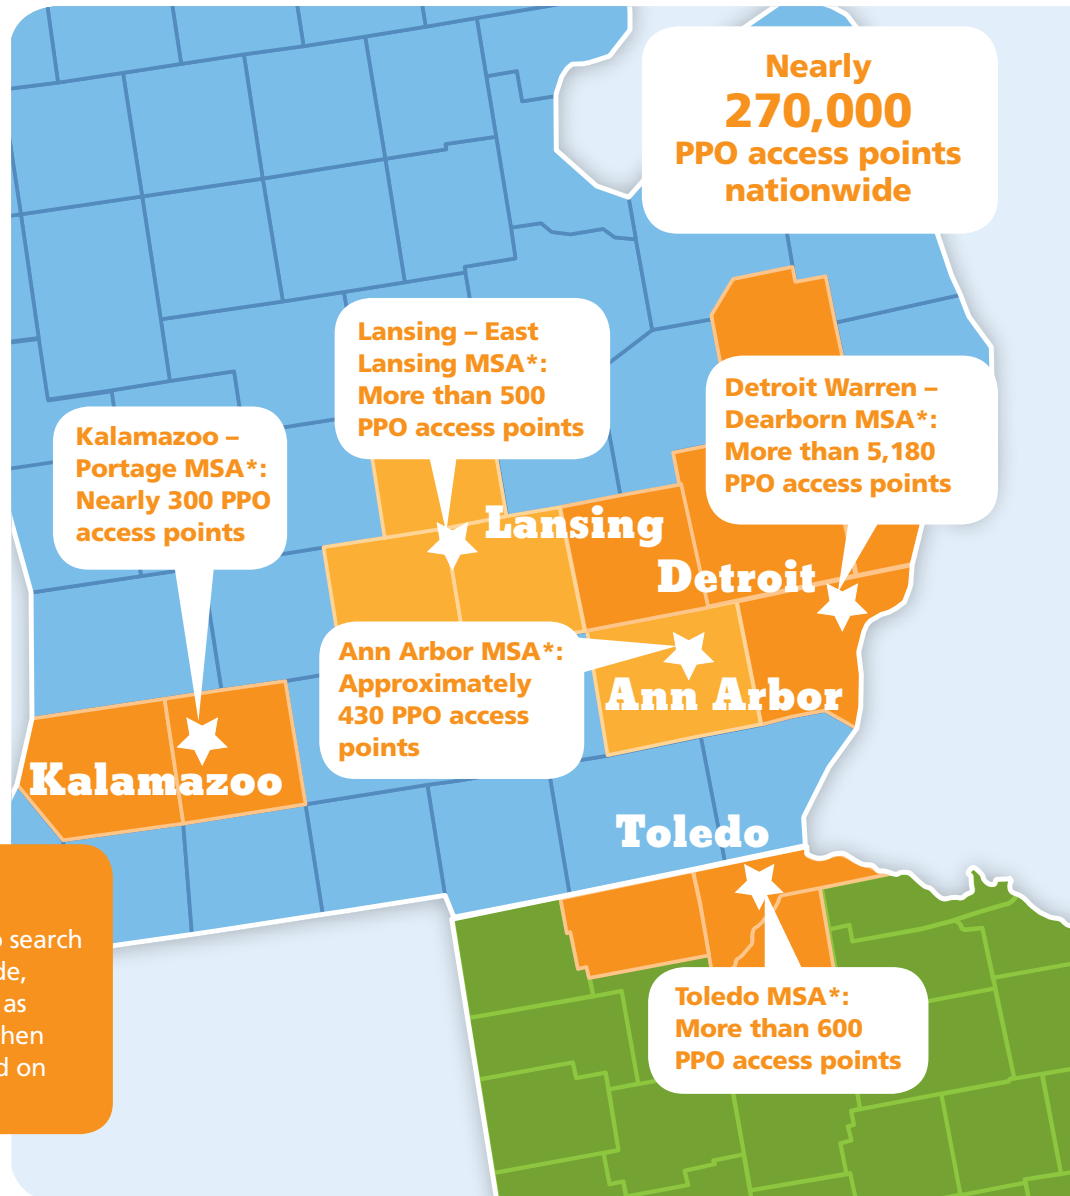 Nearly
270,000
PPO access points
nationwide
Lansing – East
Lansing MSA*:
More than 500
PPO access points
Detroit Warren –
Dearborn MSA*:
More than 5,180
PPO access points
Kalamazoo –
Portage MSA*:
Nearly 300 PPO
access points
Lansing
Detroit
Ann Arbor MSA*:
Approximately
430 PPO access
points
Ann Arbor
Kalamazoo
Toledo
search
as
on
Toledo MSA*:
More than 600
PPO access points